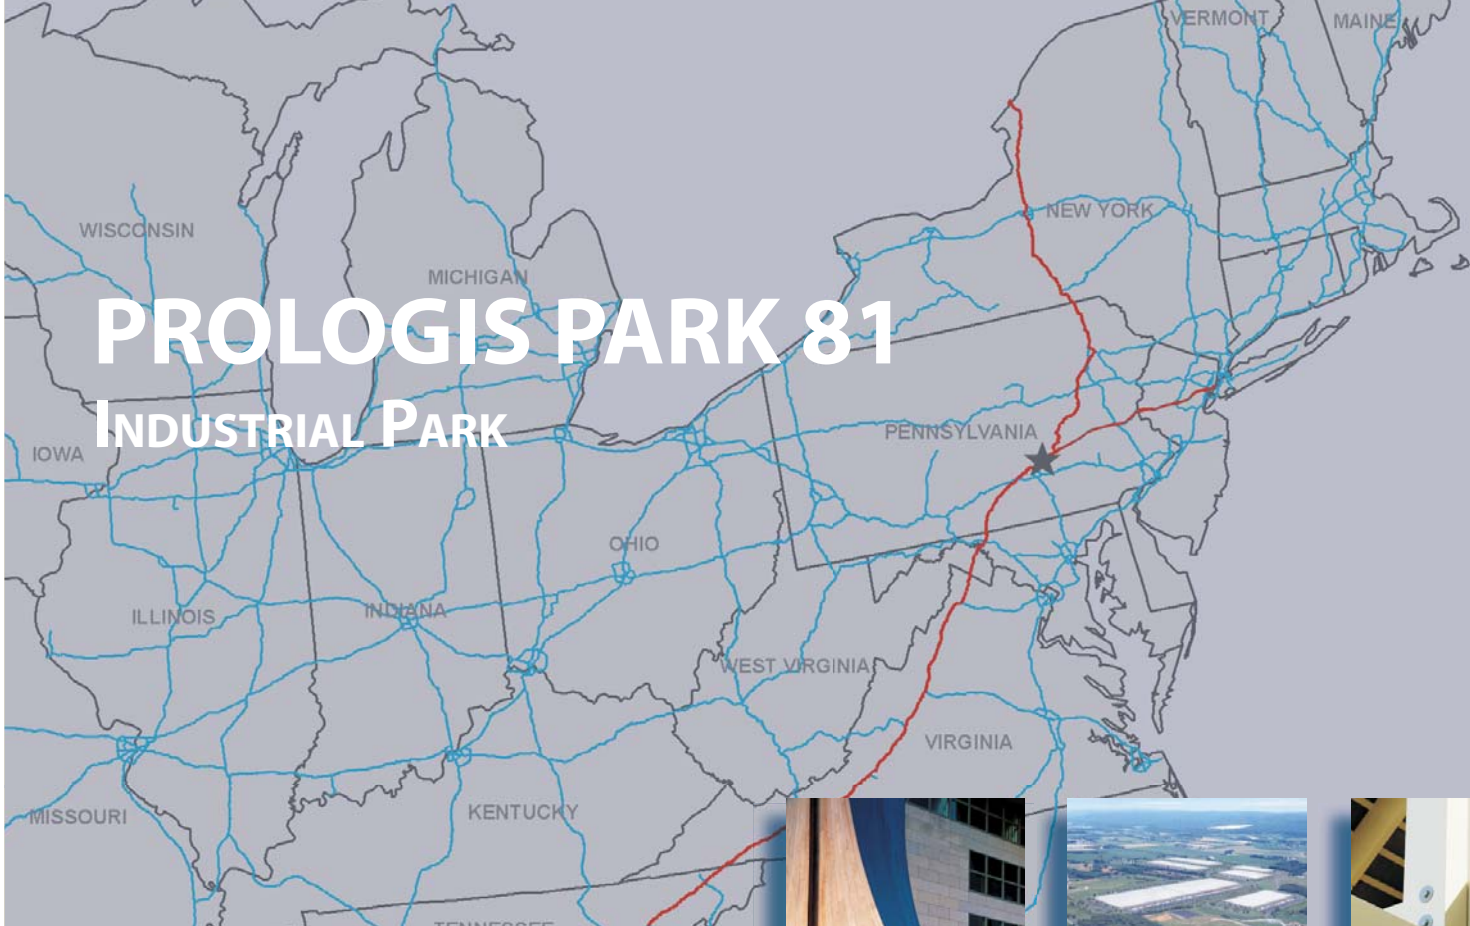 VERMONT
MAINE
NEW YORK
WISCONSIN
MICHIGAN
PROLOGIS PARK 81
INDUSTRIAL PARK
PENNSYLVANIA
IOWA
OHIO
ILLINOIS
INDIANA
WEST VIRGINIA
VIRGINIA
MISSOURI
KENTUCKY
TENNESSEE